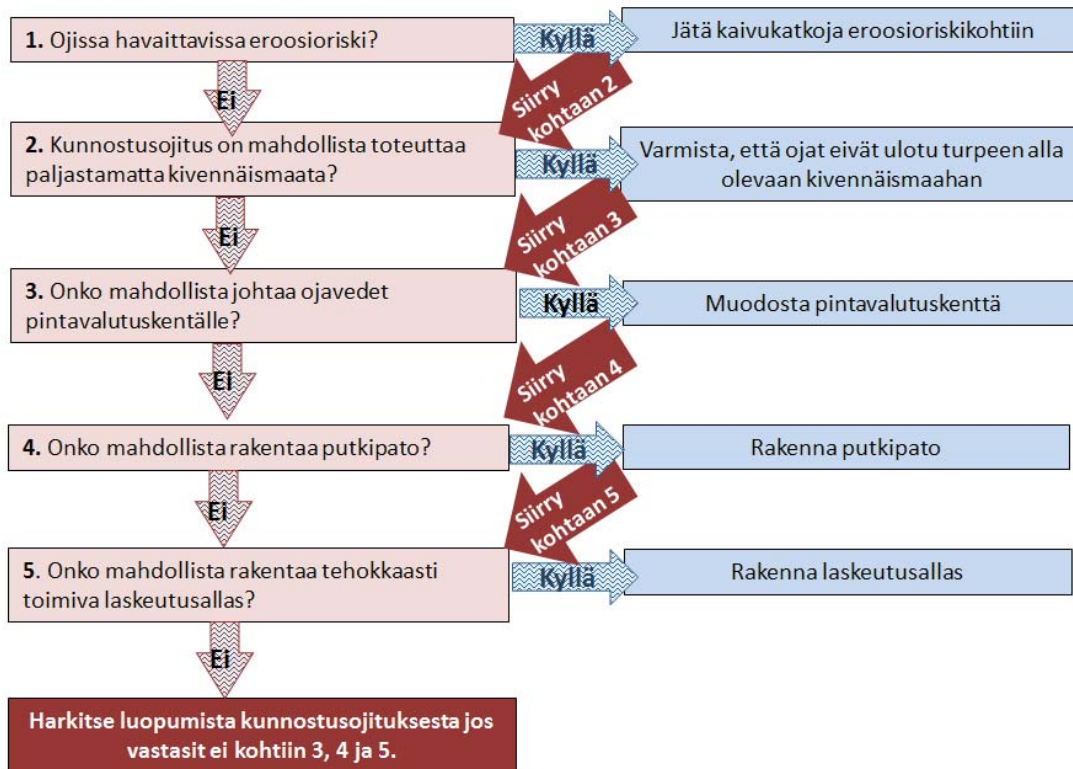 1. Ojissa havaittavissa eroosioriski?
Kyllä
Jätä kaivukatkoja eroosioriskikohtiin
Ei
Siirry
kohtaan 2
2. Kunnostusojitus on mahdollista toteuttaa
paljastamatta kivennäismaata?
Kyllä
Varmista, että ojat eivät ulotu turpeen alla
olevaan kivennäismaahan
Ei
Siirry
kohtaan 3
3. Onko mahdollista johtaa ojavedet
pintavalutuskentälle?
Kyllä
Muodosta pintavalutuskenttä
Ei
Siirry
kohtaan 4
4. Onko mahdollista rakentaa putkipato?
Kyllä
Rakenna putkipato
Ei
Siirry
kohtaan 5
5. Onko mahdollista rakentaa tehokkaasti
toimiva laskeutusallas?
Kyllä
Rakenna laskeutusallas
Ei
Harkitse luopumista kunnostusojituksesta jos
vastasit ei kohtiin 3, 4 ja 5.